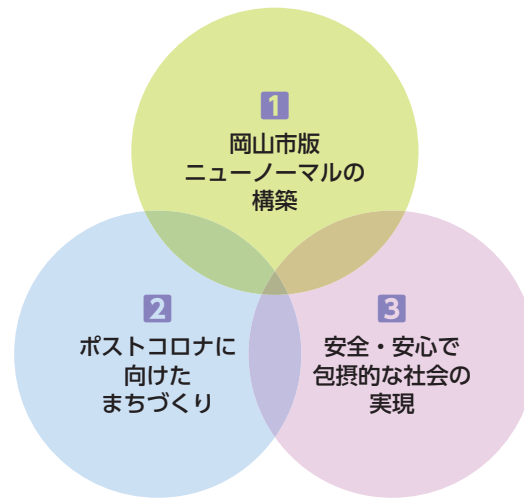 1
岡山市版
ニューノーマルの
構築
2
ポストコロナに
向けた
まちづくり
3
安全・安心で
包摂的な社会の
実現